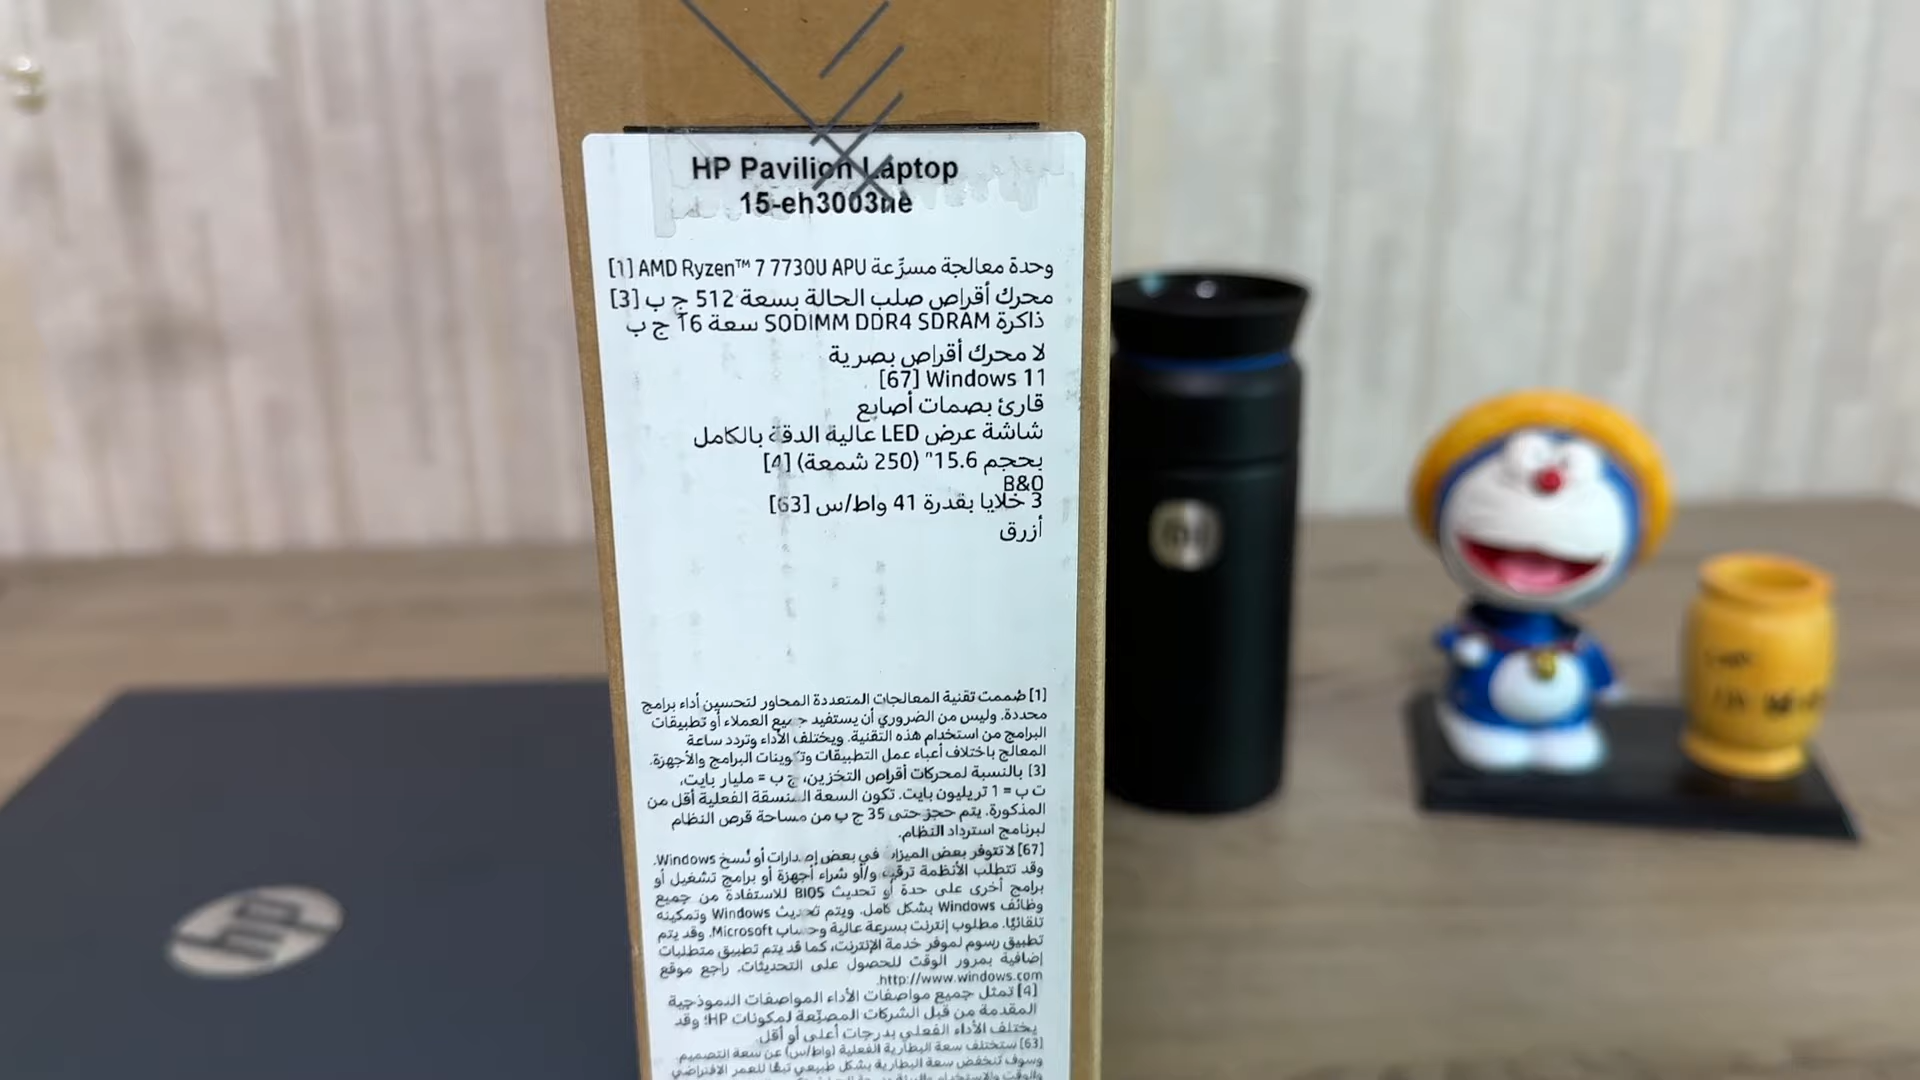 HP Pavilion Laptop
15-eh3003ne
وحدة معالجة مسرِّعة AMD Ryzen™ 7 7730U APU [1]
محرك أقراص صلب الحالة بسعة 512 ج ب [3]
ذاكرة SODIMM DDR4 SDRAM سعة 16 ج ب
لا محرك أقراص بصرية
Windows 11 [67]
قارئ بصمات أصابع
شاشة عرض LED عالية الدقة بالكامل
بحجم 15.6" (250 شمعة) [4]
B&O
3 خلايا بقدرة 41 واط/س [63]
أزرق
[1] صُممت تقنية المعالجات المتعددة المحاور لتحسين أداء برامج
محددة. وليس من الضروري أن يستفيد جميع العملاء أو تطبيقات
البرامج من استخدام هذه التقنية. ويختلف الأداء وتردد ساعة
المعالج باختلاف أعباء عمل التطبيقات وتكوينات البرامج والأجهزة.
[3] بالنسبة لمحركات أقراص التخزين، ج ب = مليار بايت،
ت ب = 1 تريليون بايت. تكون السعة المنسقة الفعلية أقل من
المذكورة. يتم حجز حتى 35 ج ب من مساحة قرص النظام
لبرنامج استرداد النظام.
[67] لا تتوفر بعض الميزات في بعض إصدارات أو نُسخ Windows.
وقد تتطلب الأنظمة ترقية و/أو شراء أجهزة أو برامج تشغيل أو
برامج أخرى على حدة أو تحديث BIOS للاستفادة من جميع
وظائف Windows بشكل كامل. ويتم تحديث Windows وتمكينه
تلقائيًا. مطلوب إنترنت بسرعة عالية وحساب Microsoft. وقد يتم
تطبيق رسوم لموفر خدمة الإنترنت، كما قد يتم تطبيق متطلبات
إضافية بمرور الوقت للحصول على التحديثات. راجع موقع
http://www.windows.com.
[4] تمثل جميع مواصفات الأداء المواصفات النموذجية
المقدمة من قبل الشركات المصنّعة لمكونات HP؛ وقد
يختلف الأداء الفعلي بدرجات أعلى أو أقل.
[63] ستختلف سعة البطارية الفعلية (واط/س) عن سعة التصميم.
وسوف تنخفض سعة البطارية بشكل طبيعي تبعًا للعمر الافتراضي
hp